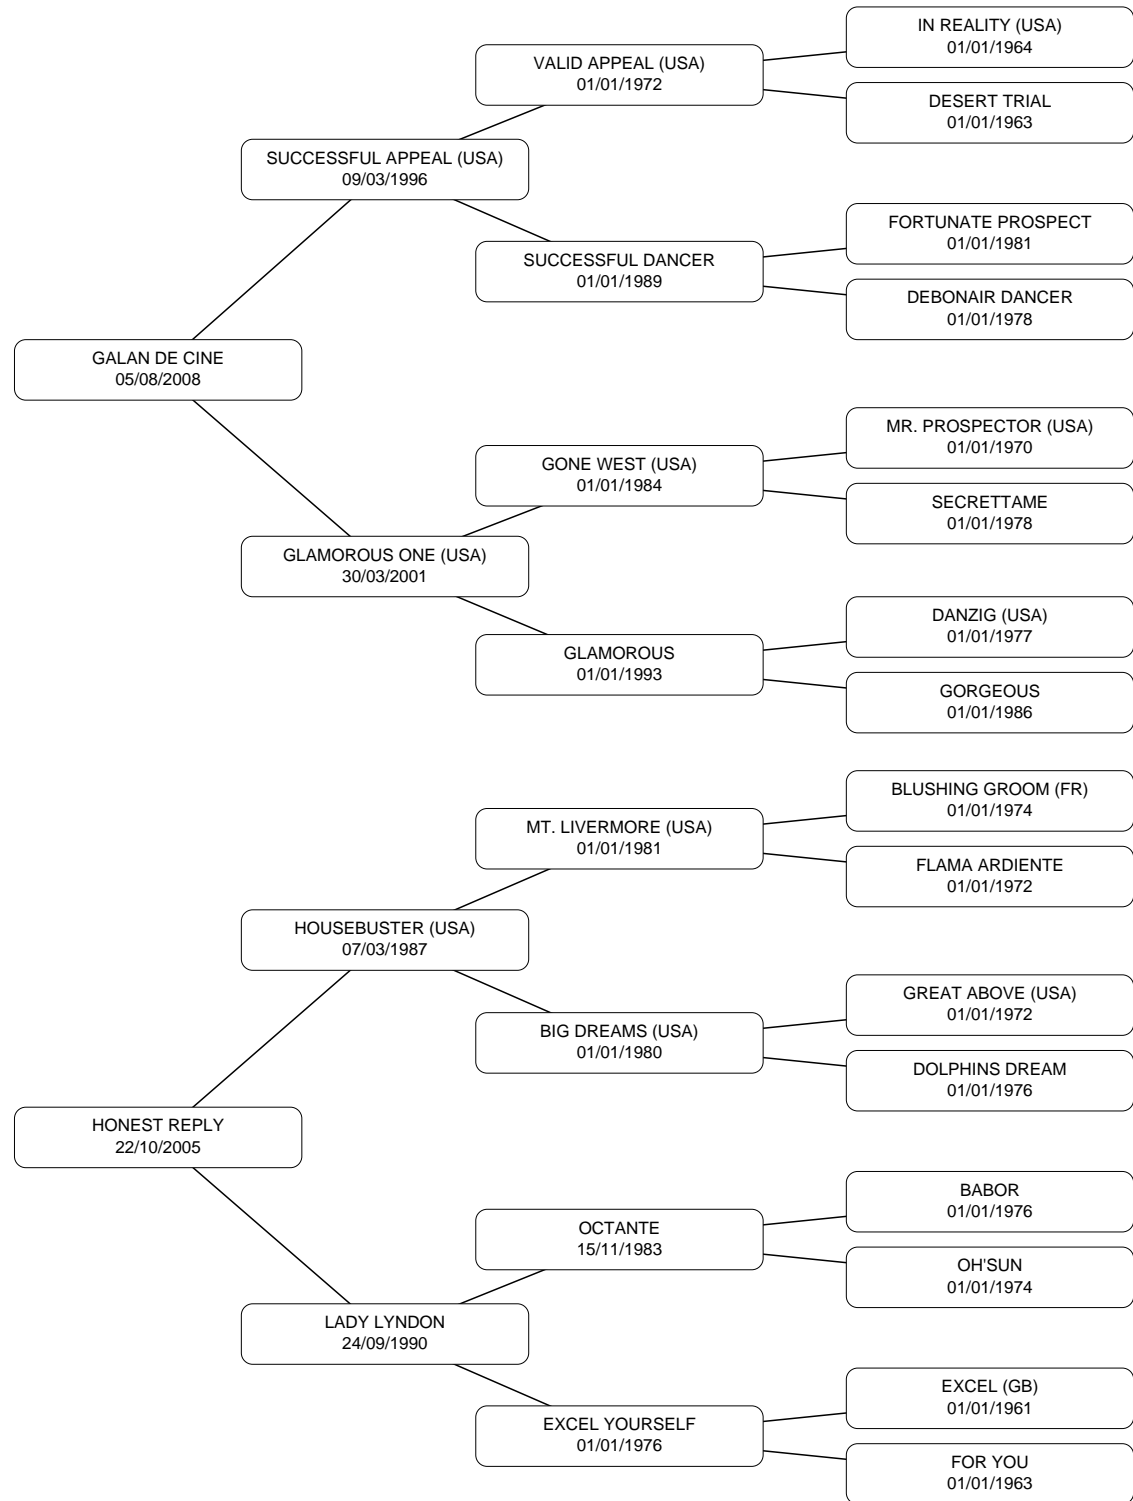 IN REALITY (USA)
01/01/1964
VALID APPEAL (USA)
01/01/1972
DESERT TRIAL
01/01/1963
SUCCESSFUL APPEAL (USA)
09/03/1996
FORTUNATE PROSPECT
01/01/1981
SUCCESSFUL DANCER
01/01/1989
DEBONAIR DANCER
01/01/1978
GALAN DE CINE
05/08/2008
MR. PROSPECTOR (USA)
01/01/1970
GONE WEST (USA)
01/01/1984
SECRETTAME
01/01/1978
GLAMOROUS ONE (USA)
30/03/2001
DANZIG (USA)
01/01/1977
GLAMOROUS
01/01/1993
GORGEOUS
01/01/1986
BLUSHING GROOM (FR)
01/01/1974
MT. LIVERMORE (USA)
01/01/1981
FLAMA ARDIENTE
01/01/1972
HOUSEBUSTER (USA)
07/03/1987
GREAT ABOVE (USA)
01/01/1972
BIG DREAMS (USA)
01/01/1980
DOLPHINS DREAM
01/01/1976
HONEST REPLY
22/10/2005
BABOR
01/01/1976
OCTANTE
15/11/1983
OH'SUN
01/01/1974
LADY LYNDON
24/09/1990
EXCEL (GB)
01/01/1961
EXCEL YOURSELF
01/01/1976
FOR YOU
01/01/1963